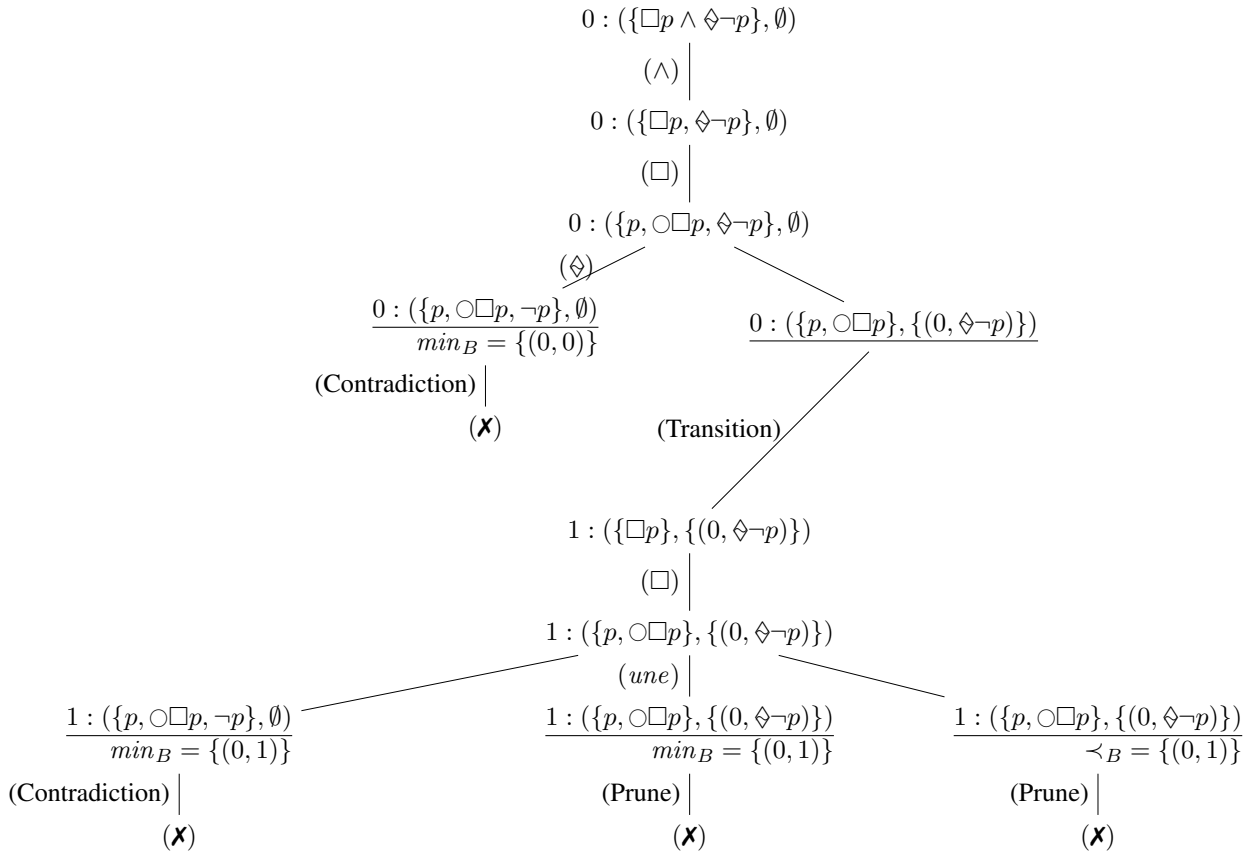 0 : ({□p ∧ ⟠¬p}, ∅)
(∧)
0 : ({□p, ⟠¬p}, ∅)
(□)
0 : ({p, ○□p, ⟠¬p}, ∅)
(⟠)
0 : ({p, ○□p, ¬p}, ∅)
min_B = {(0, 0)}
0 : ({p, ○□p}, {(0, ⟠¬p)})
(Contradiction)
(✗)
(Transition)
1 : ({□p}, {(0, ⟠¬p)})
(□)
1 : ({p, ○□p}, {(0, ⟠¬p)})
(une)
1 : ({p, ○□p, ¬p}, ∅)
min_B = {(0, 1)}
1 : ({p, ○□p}, {(0, ⟠¬p)})
min_B = {(0, 1)}
1 : ({p, ○□p}, {(0, ⟠¬p)})
≺_B = {(0, 1)}
(Contradiction)
(Prune)
(Prune)
(✗)
(✗)
(✗)